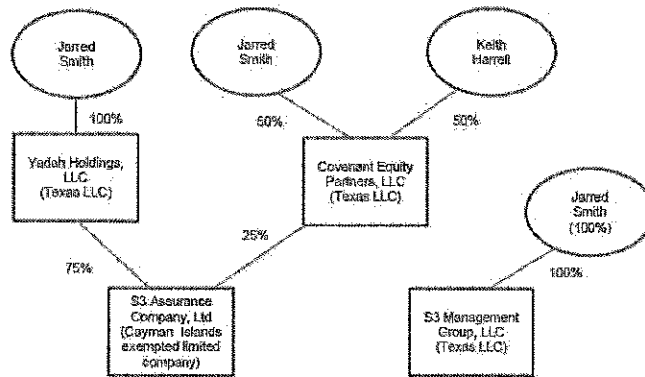 Jarred
Smith
Jarred
Smith
Keith
Harrell
100%
50%
50%
Yadah Holdings,
LLC
(Texas LLC)
Covenant Equity
Partners, LLC
(Texas LLC)
Jarred
Smith
(100%)
75%
25%
100%
S3 Assurance
Company, Ltd
(Cayman Islands
exempted limited
company)
S3 Management
Group, LLC
(Texas LLC)